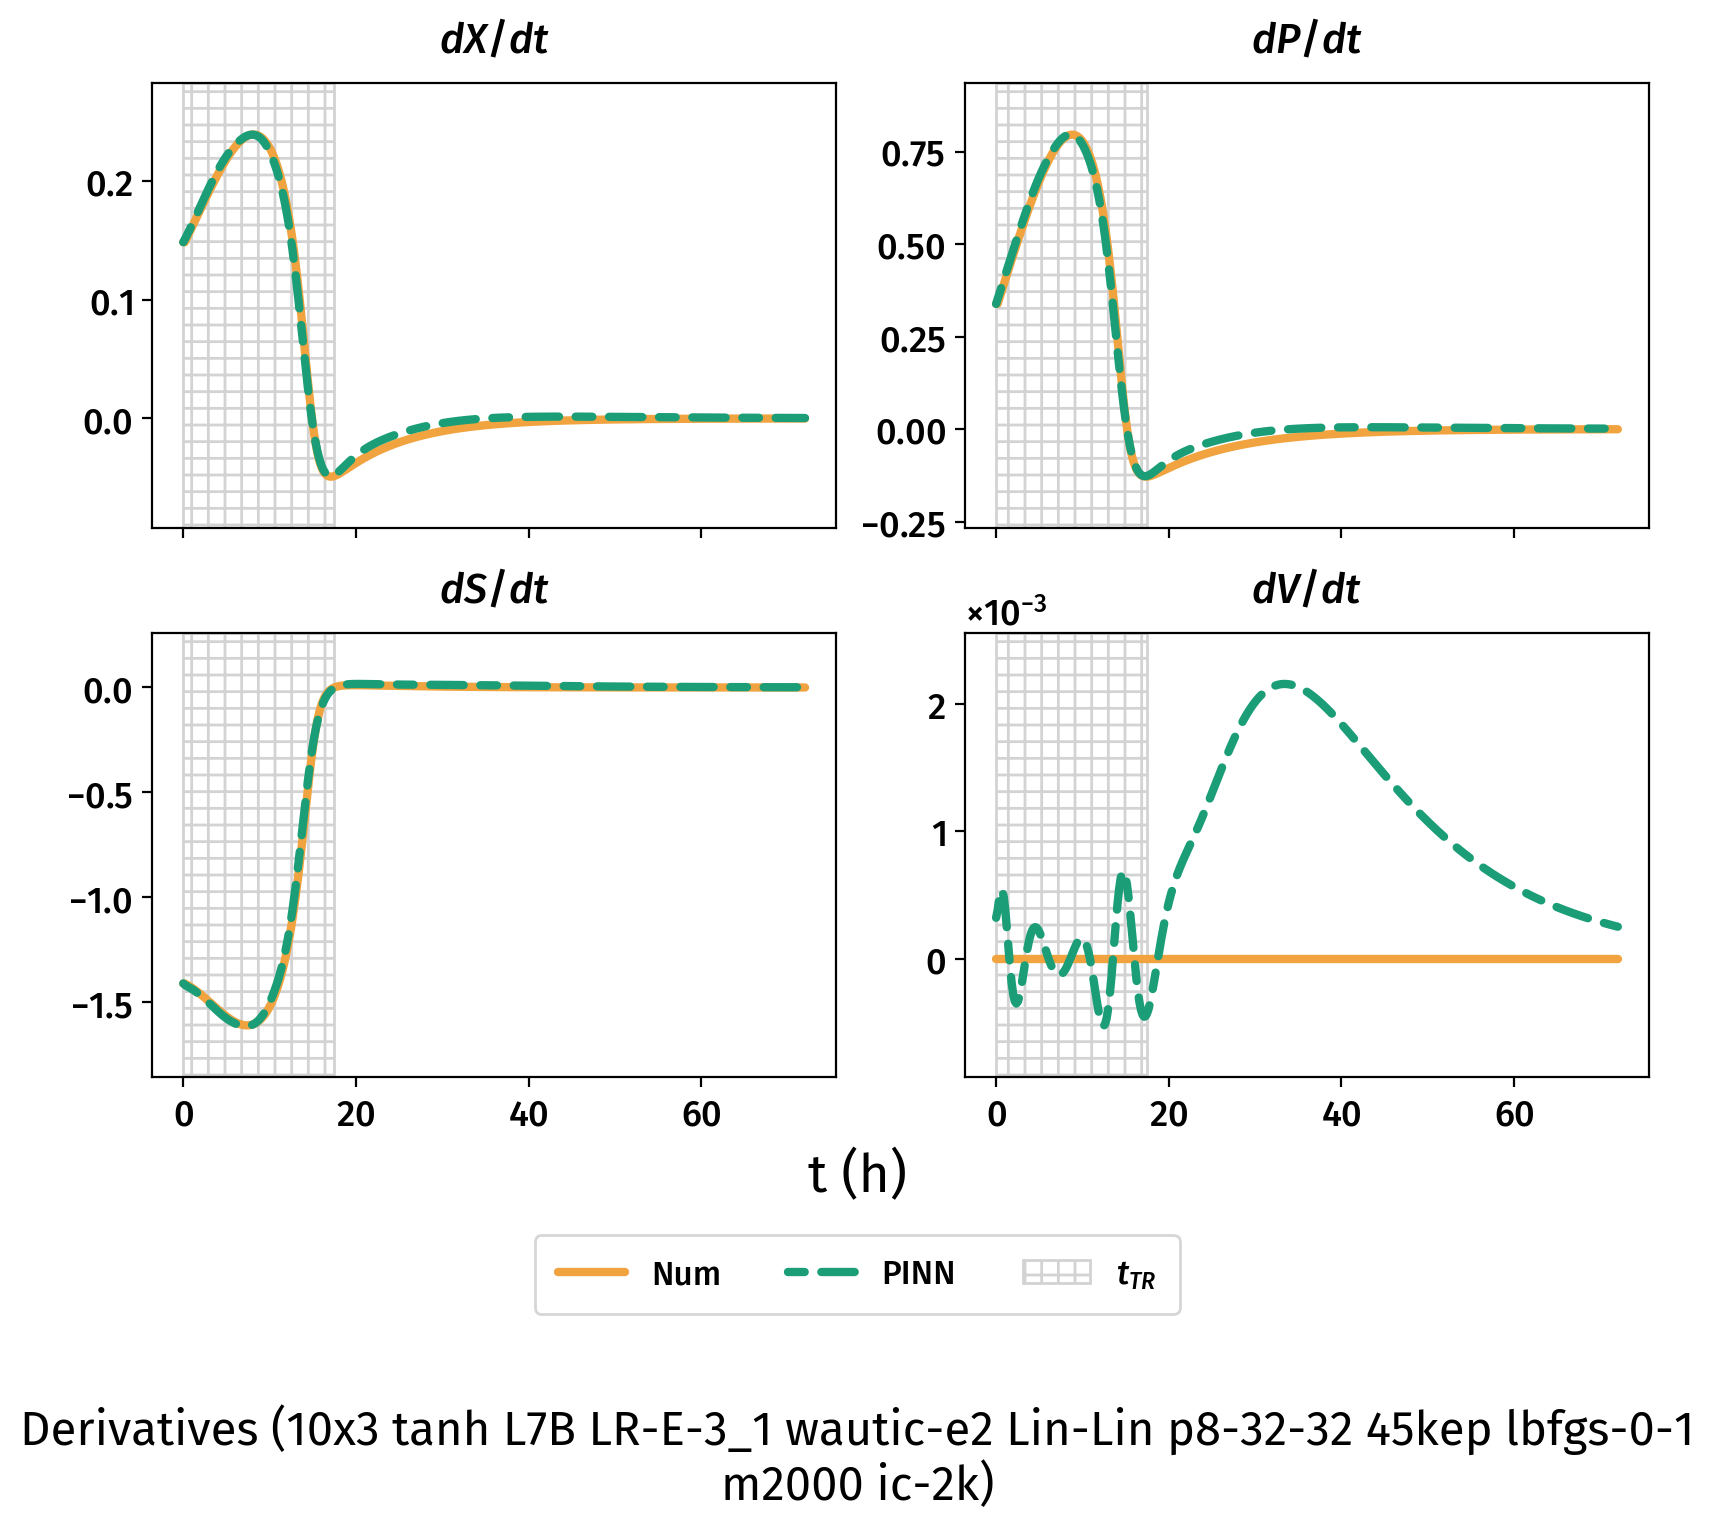 dX/dt
dP/dt
0.2
0.1
0.0
0.75
0.50
0.25
0.00
−0.25
dS/dt
dV/dt
×10⁻³
0.0
−0.5
−1.0
−1.5
2
1
0
0 20 40 60
0 20 40 60
t (h)
Num PINN t_TR
Derivatives (10x3 tanh L7B LR-E-3_1 wautic-e2 Lin-Lin p8-32-32 45kep lbfgs-0-1
m2000 ic-2k)